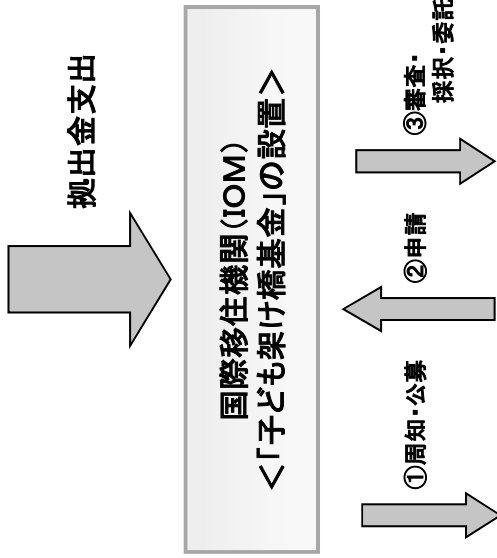 拠出金支出
国際移住機関(IOM)
＜「子ども架け橋基金」の設置＞
①周知・公募
②申請
③審査・
採択・委託